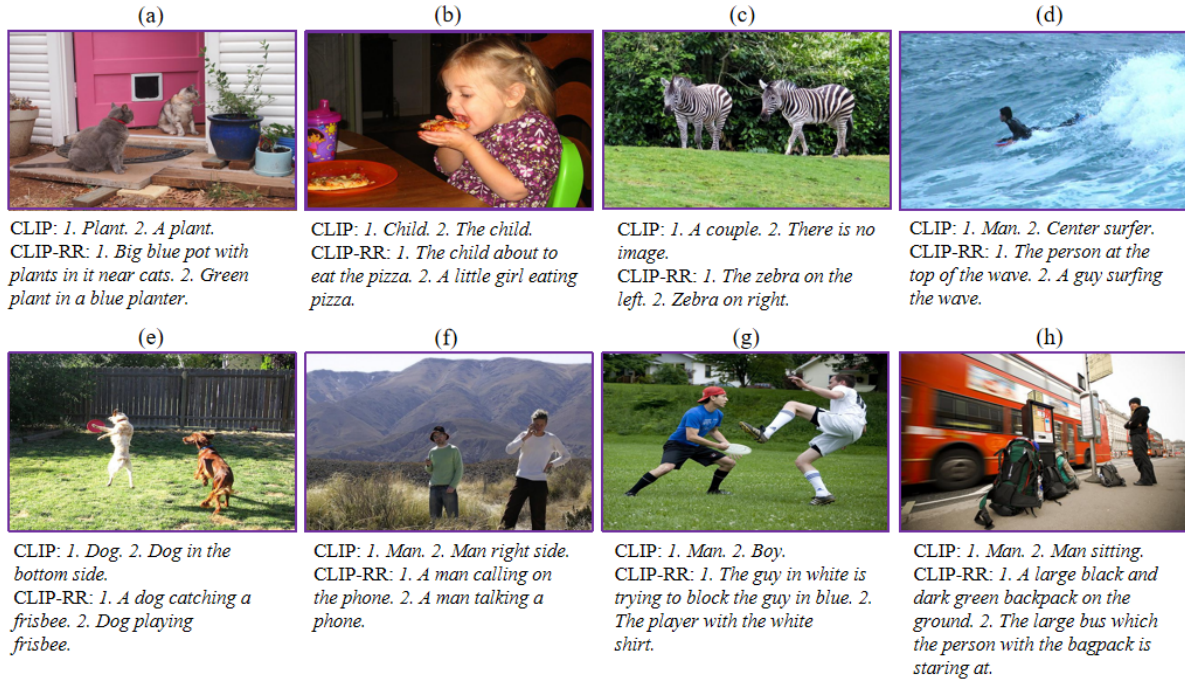 (a)
(b)
(c)
(d)
CLIP: 1. Plant. 2. A plant.
CLIP-RR: 1. Big blue pot with
plants in it near cats. 2. Green
plant in a blue planter.
CLIP: 1. Child. 2. The child.
CLIP-RR: 1. The child about to
eat the pizza. 2. A little girl eating
pizza.
CLIP: 1. A couple. 2. There is no
image.
CLIP-RR: 1. The zebra on the
left. 2. Zebra on right.
CLIP: 1. Man. 2. Center surfer.
CLIP-RR: 1. The person at the
top of the wave. 2. A guy surfing
the wave.
(e)
(f)
(g)
(h)
CLIP: 1. Dog. 2. Dog in the
bottom side.
CLIP-RR: 1. A dog catching a
frisbee. 2. Dog playing
frisbee.
CLIP: 1. Man. 2. Man right side.
CLIP-RR: 1. A man calling on
the phone. 2. A man talking a
phone.
CLIP: 1. Man. 2. Boy.
CLIP-RR: 1. The guy in white is
trying to block the guy in blue. 2.
The player with the white
shirt.
CLIP: 1. Man. 2. Man sitting.
CLIP-RR: 1. A large black and
dark green backpack on the
ground. 2. The large bus which
the person with the bagpack is
staring at.